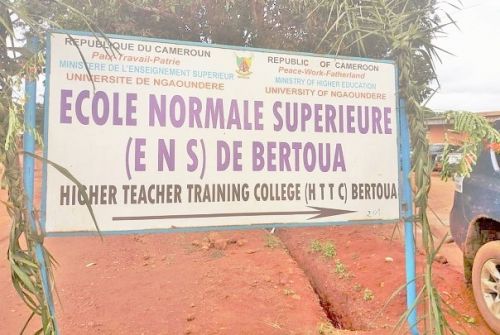 REPUBLIQUE DU CAMEROUN
Paix-Travail-Patrie
MINISTERE DE L'ENSEIGNEMENT SUPERIEUR
UNIVERSITE DE NGAOUNDERE
REPUBLIC OF CAMEROON
Peace-Work-Fatherland
MINISTRY OF HIGHER EDUCATION
UNIVERSITY OF NGAOUNDERE
ECOLE NORMALE SUPERIEURE
(E N S) DE BERTOUA
HIGHER TEACHER TRAINING COLLEGE (H T T C) BERTOUA